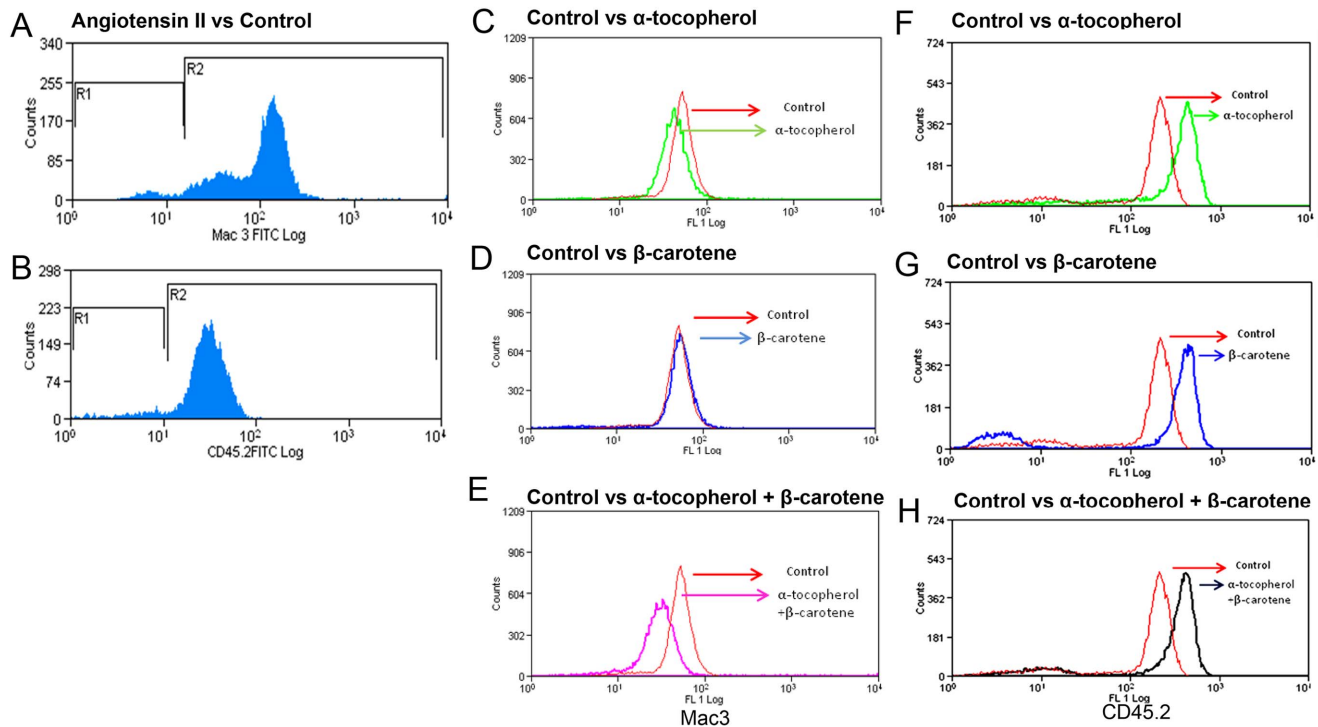 A Angiotensin II vs Control
340
255
170
85
0
Counts
R1
R2
10⁰ 10¹ 10² 10³ 10⁴
Mac 3 FITC Log
B
298
223
149
74
0
Counts
R1
R2
10⁰ 10¹ 10² 10³ 10⁴
CD45.2FITC Log
C Control vs α-tocopherol
1209
906
604
302
0
Counts
Control
α-tocopherol
10⁰ 10¹ 10² 10³ 10⁴
FL 1 Log
D Control vs β-carotene
1209
906
604
302
0
Counts
Control
β-carotene
10⁰ 10¹ 10² 10³ 10⁴
FL 1 Log
E Control vs α-tocopherol + β-carotene
1209
906
604
302
0
Counts
Control
α-tocopherol
+β-carotene
10⁰ 10¹ 10² 10³ 10⁴
FL 1 Log
Mac3
F Control vs α-tocopherol
724
543
362
181
0
Counts
Control
α-tocopherol
10⁰ 10¹ 10² 10³ 10⁴
FL 1 Log
G Control vs β-carotene
724
543
362
181
0
Counts
Control
β-carotene
10⁰ 10¹ 10² 10³ 10⁴
FL 1 Log
H Control vs α-tocopherol + β-carotene
724
543
362
181
0
Counts
Control
α-tocopherol
+β-carotene
10⁰ 10¹ 10² 10³ 10⁴
FL 1 Log
CD45.2